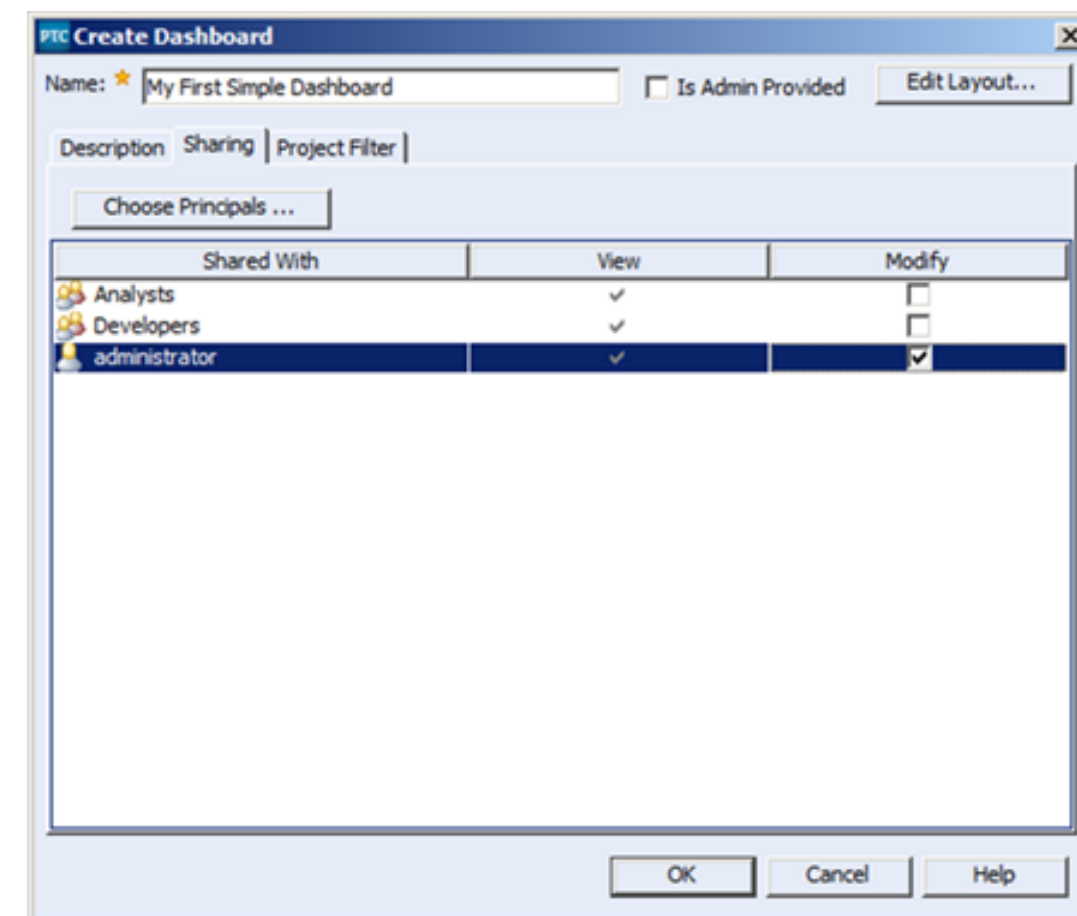 PTC Create Dashboard
Name: My First Simple Dashboard Is Admin Provided Edit Layout...
Description Sharing Project Filter
Choose Principals ...
Shared With View Modify
Analysts
Developers
administrator
OK Cancel Help